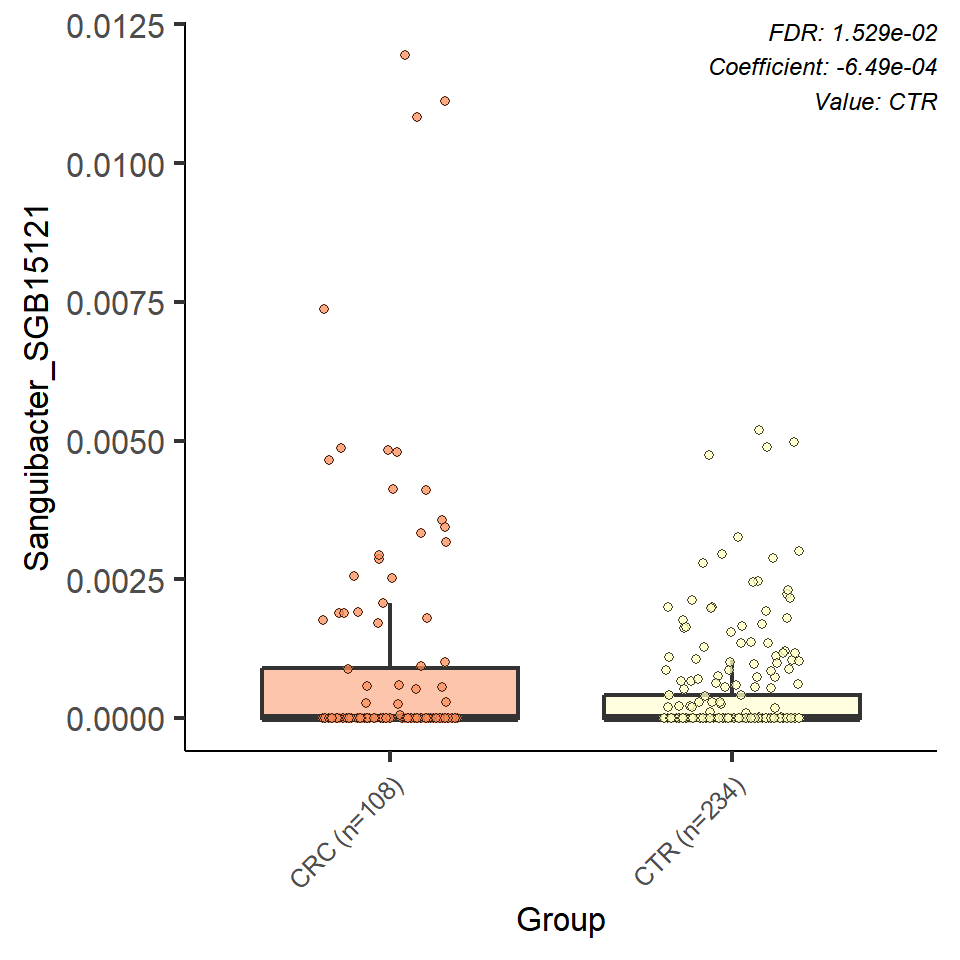 FDR: 1.529e-02
Coefficient: -6.49e-04
Value: CTR
Sanguibacter_SGB15121
0.0125
0.0100
0.0075
0.0050
0.0025
0.0000
CRC (n=108)
CTR (n=234)
Group